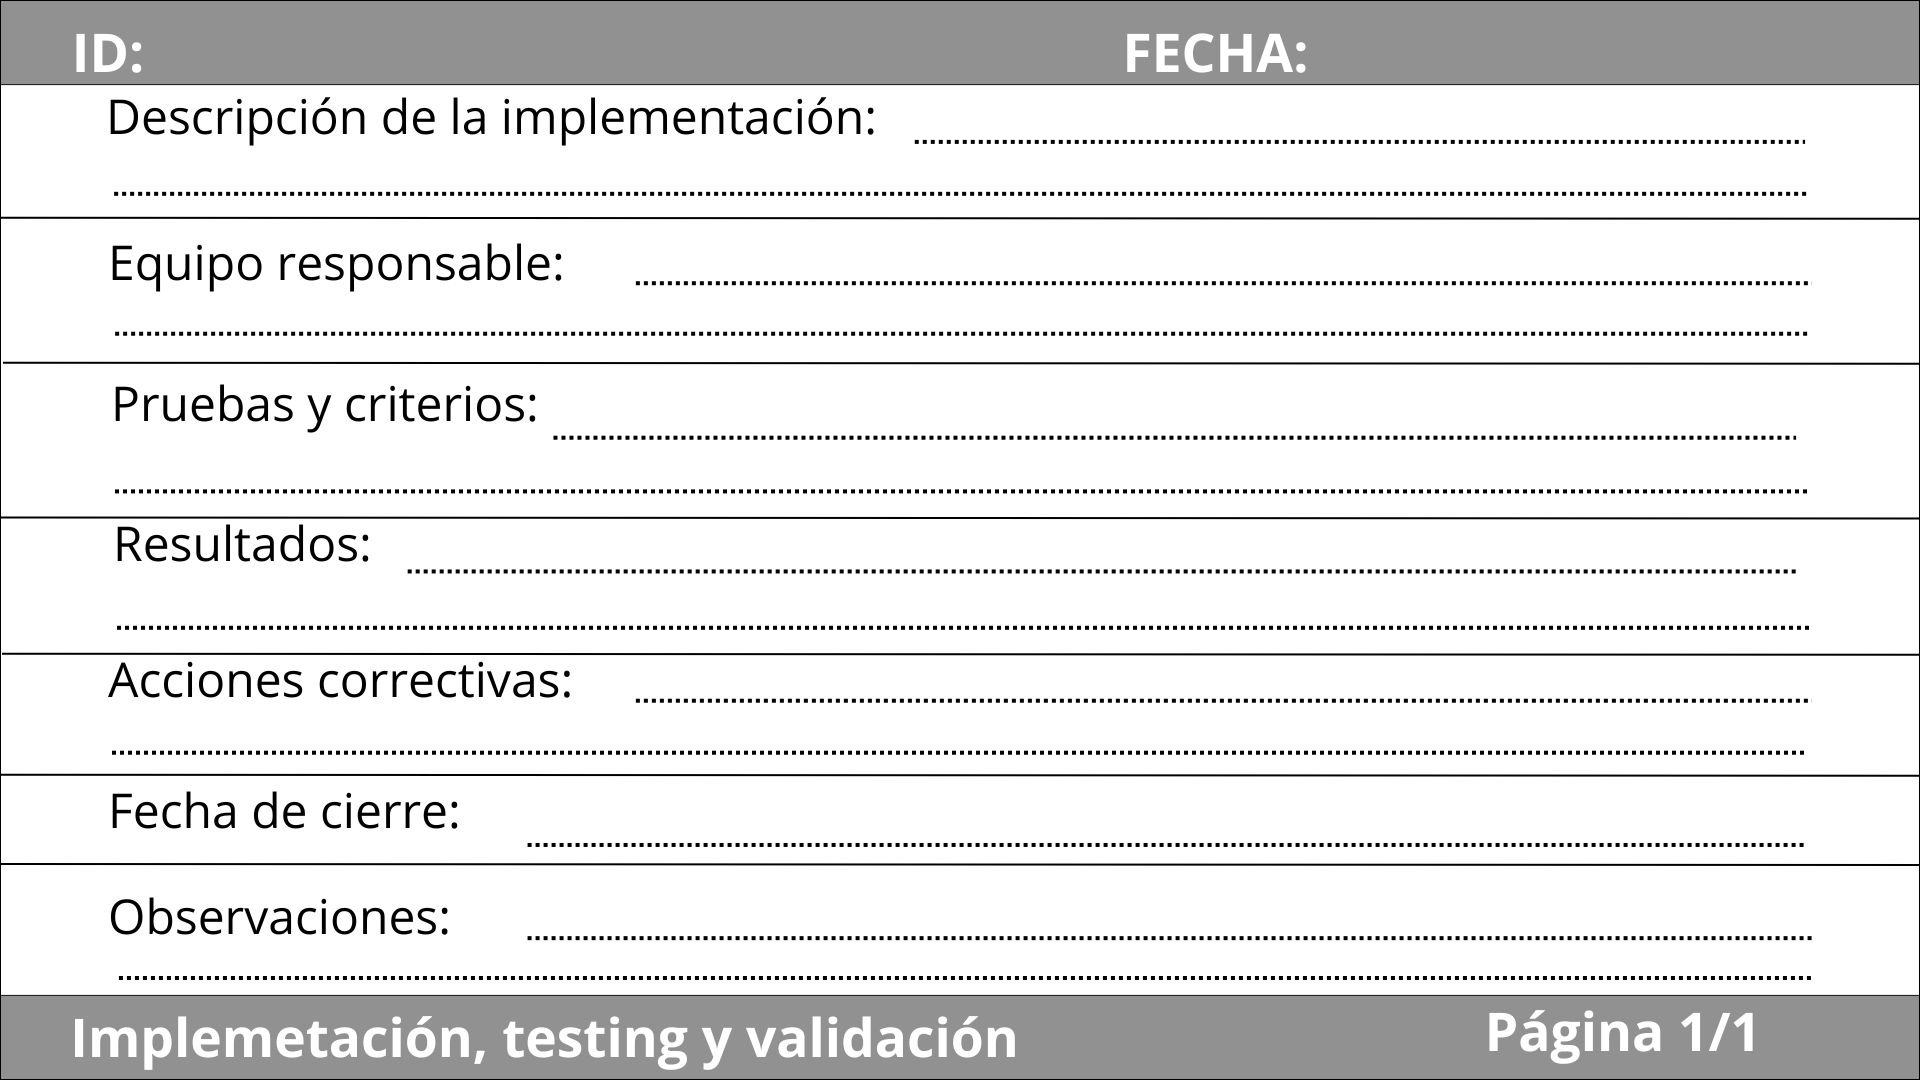 ID: FECHA:
Descripción de la implementación:
Equipo responsable:
Pruebas y criterios:
Resultados:
Acciones correctivas:
Fecha de cierre:
Observaciones:
Implemetación, testing y validación Página 1/1